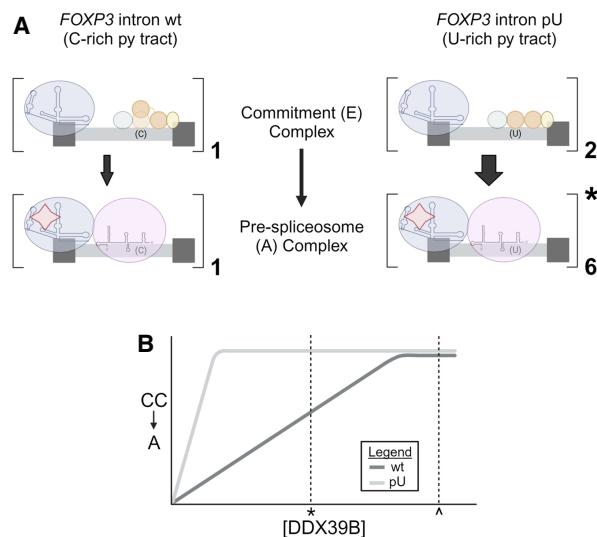 A
FOXP3 intron wt
(C-rich py tract)
FOXP3 intron pU
(U-rich py tract)
(C)
1
Commitment (E)
Complex
(U)
2
Pre-spliceosome
(A) Complex
(C)
1
(U)
*
6
B
CC
A
Legend
wt
pU
*
^
[DDX39B]